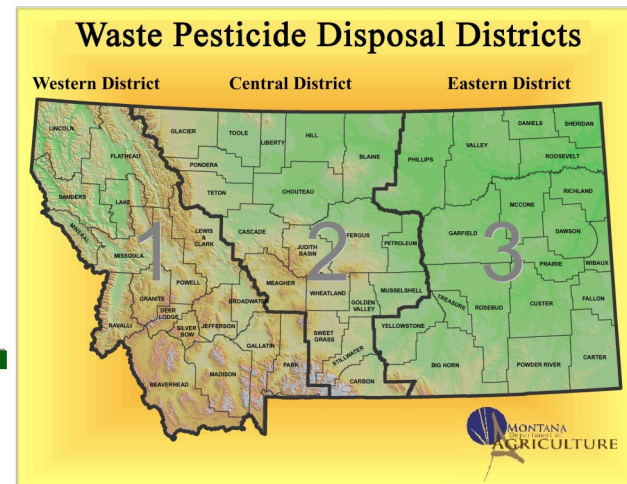 Waste Pesticide Disposal Districts
Western District
Central District
Eastern District
LINCOLN
FLATHEAD
SANDERS
LAKE
MINERAL
MISSOULA
1
LEWIS
&
CLARK
POWELL
GRANITE
DEER
LODGE
RAVALLI
SILVER
BOW
JEFFERSON
BROADWATER
GALLATIN
PARK
BEAVERHEAD
MADISON
GLACIER
TOOLE
LIBERTY
HILL
BLAINE
PONDERA
TETON
CHOUTEAU
CASCADE
JUDITH
BASIN
2
FERGUS
PETROLEUM
MEAGHER
WHEATLAND
GOLDEN
VALLEY
MUSSELSHELL
SWEET
GRASS
STILLWATER
CARBON
PHILLIPS
VALLEY
DANIELS
SHERIDAN
ROOSEVELT
RICHLAND
MCCONE
GARFIELD
DAWSON
3
PRAIRIE
WIBAUX
TREASURE
ROSEBUD
CUSTER
FALLON
YELLOWSTONE
BIG HORN
POWDER RIVER
CARTER
MONTANA
Department of
AGRICULTURE